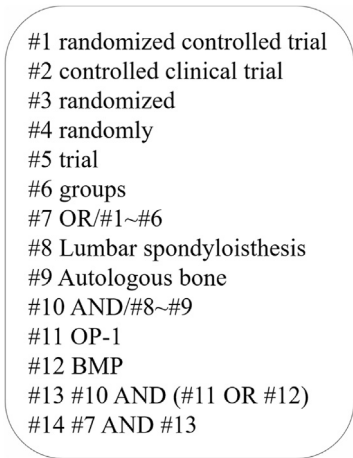 #1 randomized controlled trial
#2 controlled clinical trial
#3 randomized
#4 randomly
#5 trial
#6 groups
#7 OR/#1~#6
#8 Lumbar spondyloisthesis
#9 Autologous bone
#10 AND/#8~#9
#11 OP-1
#12 BMP
#13 #10 AND (#11 OR #12)
#14 #7 AND #13